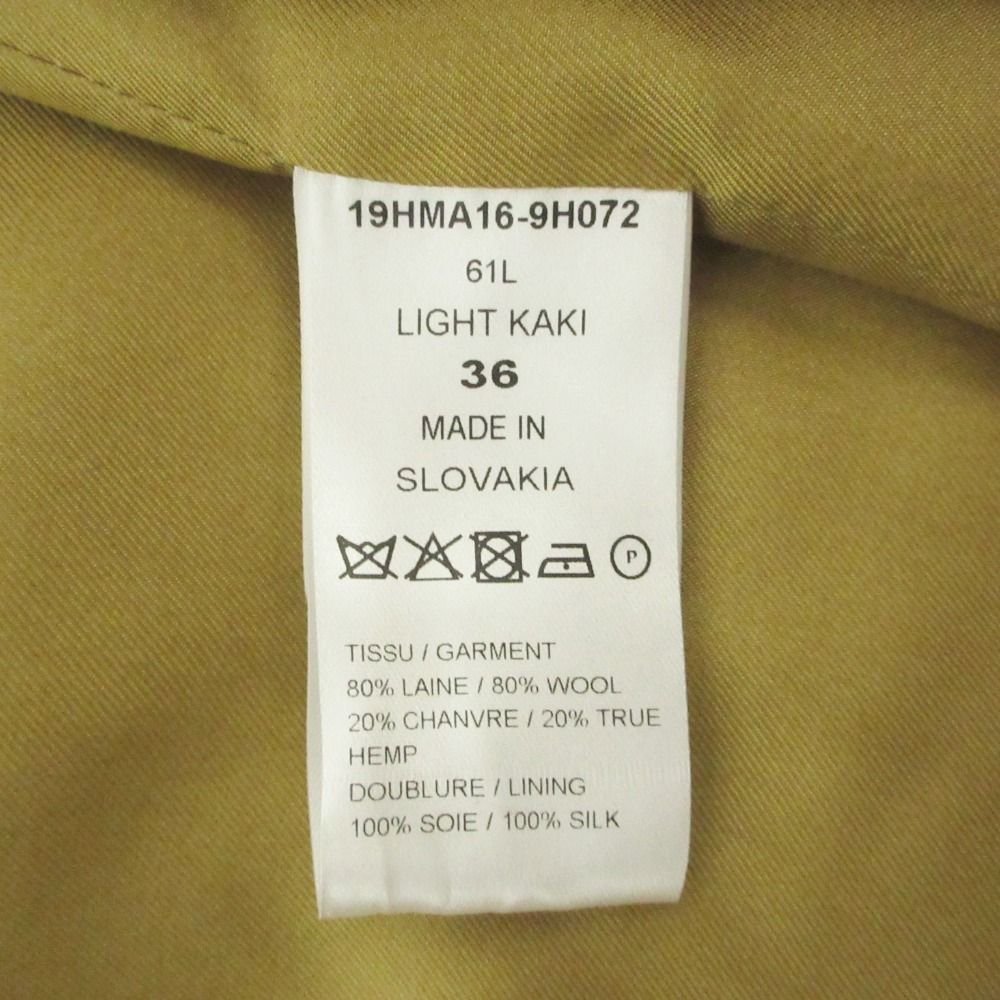 19HMA16-9H072
61L
LIGHT KAKI
36
MADE IN
SLOVAKIA
P
TISSU / GARMENT
80% LAINE / 80% WOOL
20% CHANVRE / 20% TRUE
HEMP
DOUBLURE / LINING
100% SOIE / 100% SILK